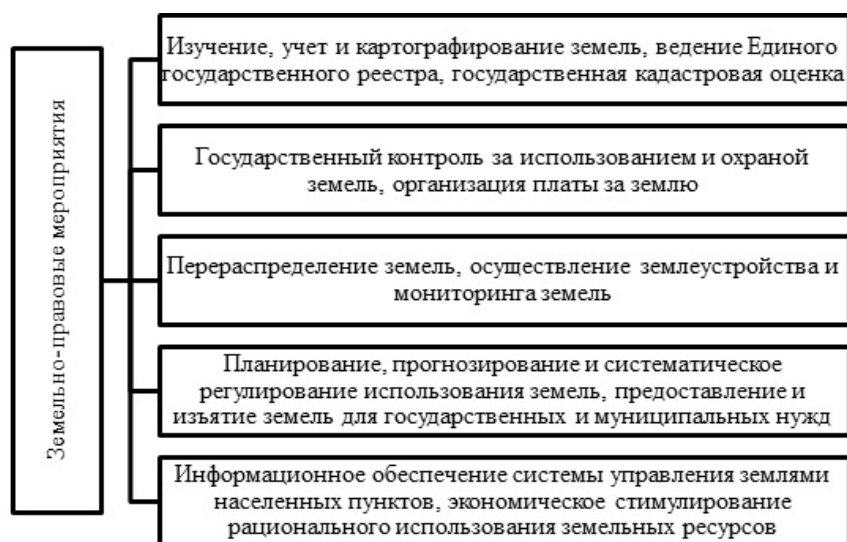 Земельно-правовые мероприятия
Изучение, учет и картографирование земель, ведение Единого
государственного реестра, государственная кадастровая оценка
Государственный контроль за использованием и охраной
земель, организация платы за землю
Перераспределение земель, осуществление землеустройства и
мониторинга земель
Планирование, прогнозирование и систематическое
регулирование использования земель, предоставление и
изъятие земель для государственных и муниципальных нужд
Информационное обеспечение системы управления землями
населенных пунктов, экономическое стимулирование
рационального использования земельных ресурсов